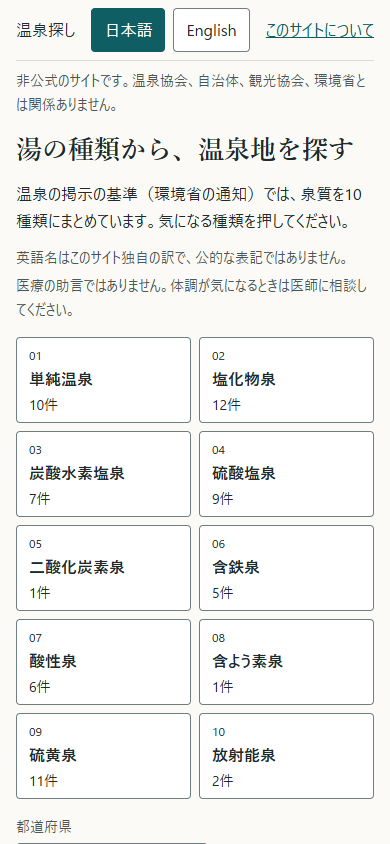 温泉探し
日本語
English
このサイトについて
非公式のサイトです。温泉協会、自治体、観光協会、環境省と
は関係ありません。
湯の種類から、温泉地を探す
温泉の掲示の基準（環境省の通知）では、泉質を10
種類にまとめています。気になる種類を押してください。
英語名はこのサイト独自の訳で、公的な表記ではありません。
医療の助言ではありません。体調が気になるときは医師に相談し
てください。
01
単純温泉
10件
02
塩化物泉
12件
03
炭酸水素塩泉
7件
04
硫酸塩泉
9件
05
二酸化炭素泉
1件
06
含鉄泉
5件
07
酸性泉
6件
08
含よう素泉
1件
09
硫黄泉
11件
10
放射能泉
2件
都道府県